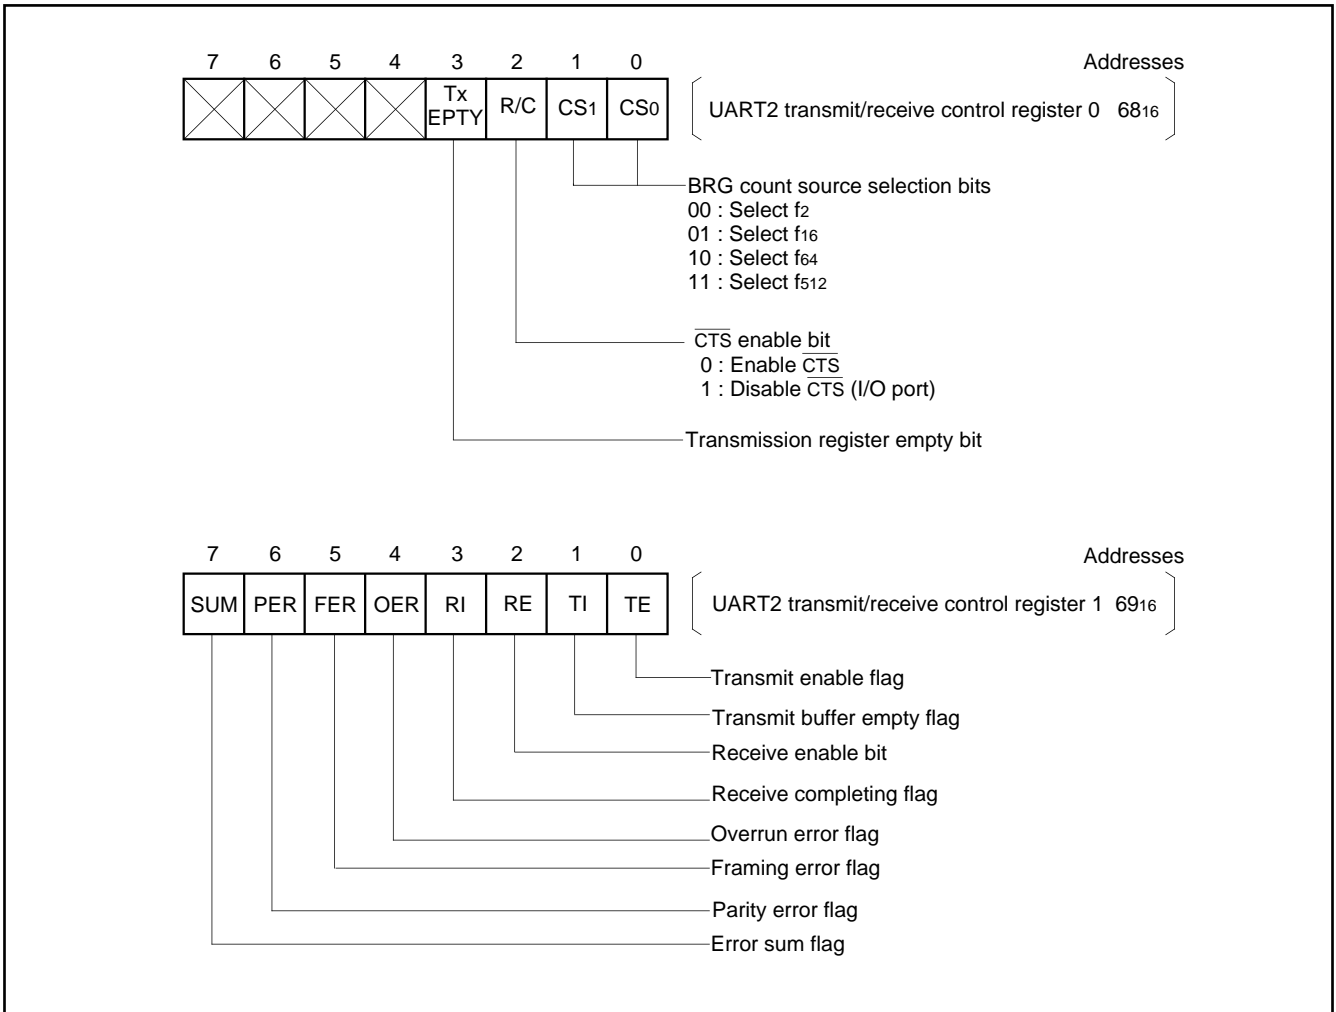 7 6 5 4 3 2 1 0 Addresses
Tx EPTY R/C CS1 CS0 UART2 transmit/receive control register 0 6816
BRG count source selection bits
00 : Select f2
01 : Select f16
10 : Select f64
11 : Select f512
CTS enable bit
0 : Enable CTS
1 : Disable CTS (I/O port)
Transmission register empty bit
7 6 5 4 3 2 1 0 Addresses
SUM PER FER OER RI RE TI TE UART2 transmit/receive control register 1 6916
Transmit enable flag
Transmit buffer empty flag
Receive enable bit
Receive completing flag
Overrun error flag
Framing error flag
Parity error flag
Error sum flag